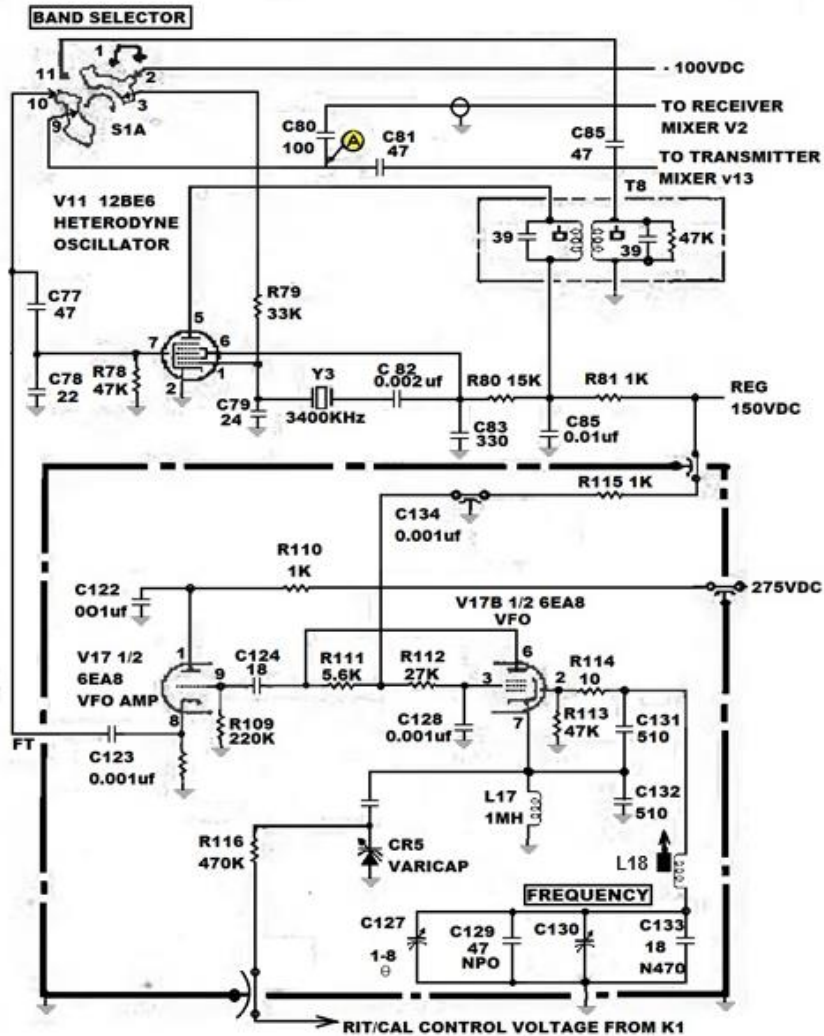 BAND SELECTOR
1
11
2
10
3
9
S1A
- 100VDC
TO RECEIVER
MIXER V2
C80
100
A
C81
47
C85
47
TO TRANSMITTER
MIXER v13
T8
V11 12BE6
HETERODYNE
OSCILLATOR
39
39
47K
C77
47
R79
33K
5
7
6
1
2
R78
47K
C78
22
C79
24
Y3
3400KHz
C 82
0.002uf
R80 15K
R81 1K
REG
150VDC
C83
330
C85
0.01uf
R115 1K
C134
0.001uf
R110
1K
275VDC
C122
001uf
V17B 1/2 6EA8
VFO
V17 1/2
6EA8
VFO AMP
1
9
8
C124
18
R111
5.6K
R112
27K
6
3
2
7
R114
10
R109
220K
C128
0.001uf
R113
47K
C131
510
FT
C123
0.001uf
L17
1MH
C132
510
R116
470K
CR5
VARICAP
L18
FREQUENCY
C127
1-8
θ
C129
47
NPO
C130
C133
18
N470
RIT/CAL CONTROL VOLTAGE FROM K1